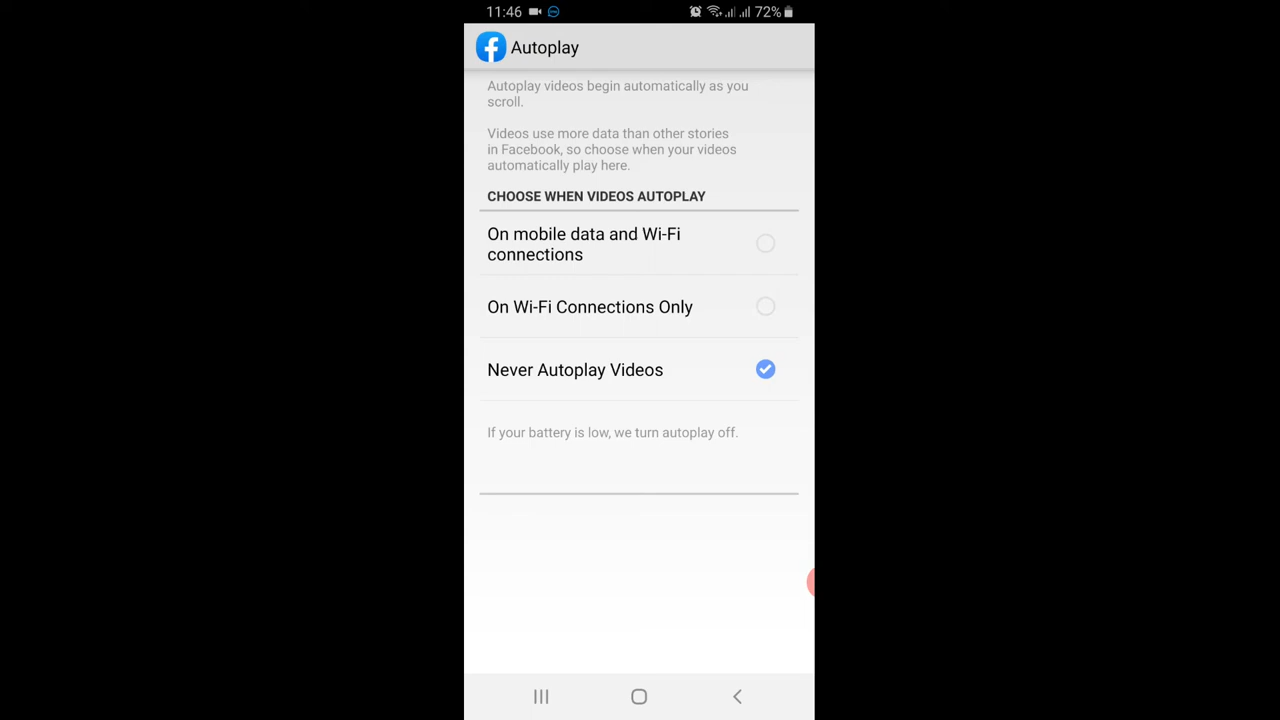 11:46 72%
Autoplay
Autoplay videos begin automatically as you
scroll.
Videos use more data than other stories
in Facebook, so choose when your videos
automatically play here.
CHOOSE WHEN VIDEOS AUTOPLAY
On mobile data and Wi-Fi
connections
On Wi-Fi Connections Only
Never Autoplay Videos
If your battery is low, we turn autoplay off.